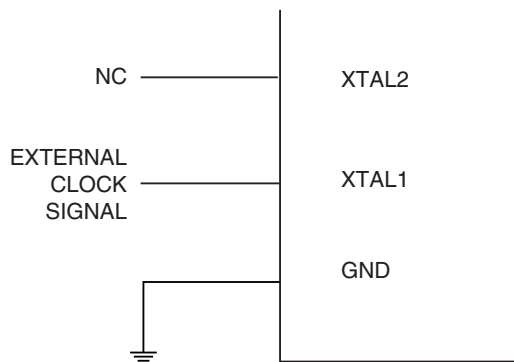 NC
XTAL2
EXTERNAL
CLOCK
SIGNAL
XTAL1
GND